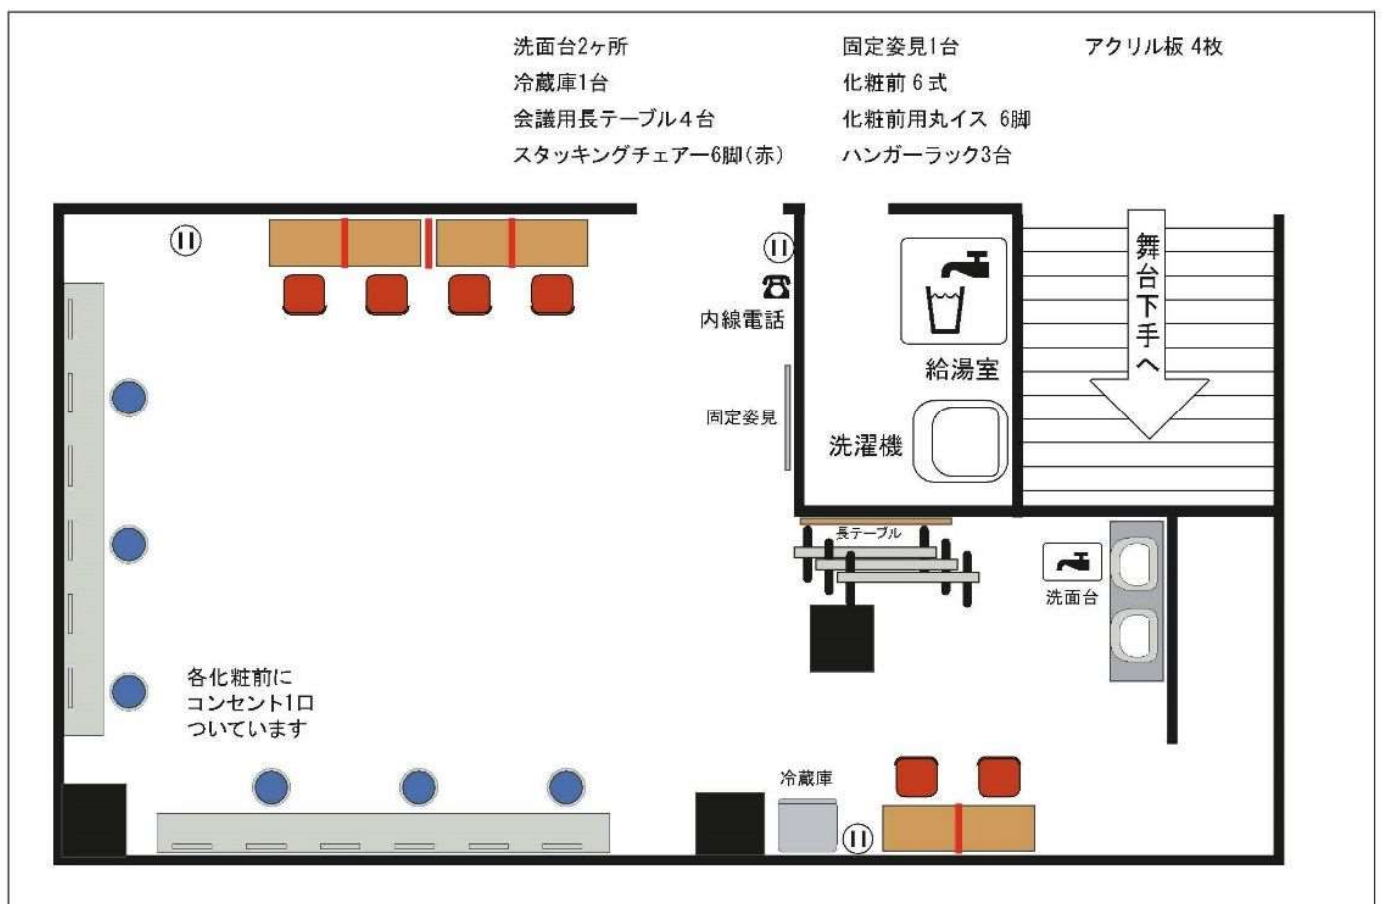 洗面台2ヶ所
冷蔵庫1台
会議用長テーブル4台
スタッキングチェアー6脚(赤)
固定姿見1台
化粧前6式
化粧前用丸イス 6脚
ハンガーラック3台
アクリル板 4枚
内線電話
固定姿見
給湯室
洗濯機
舞台下手へ
長テーブル
洗面台
各化粧前に
コンセント1口
ついています
冷蔵庫